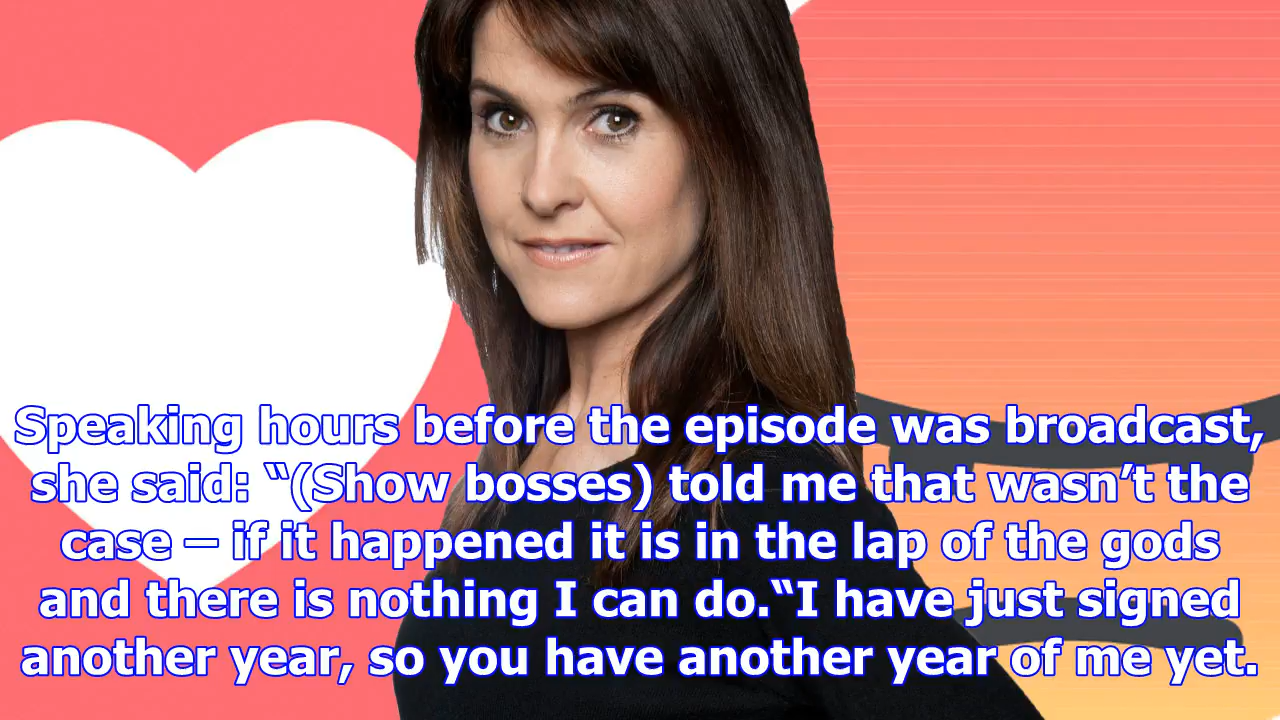 Speaking hours before the episode was broadcast,
she said: “(Show bosses) told me that wasn’t the
case – if it happened it is in the lap of the gods
and there is nothing I can do.“I have just signed
another year, so you have another year of me yet.